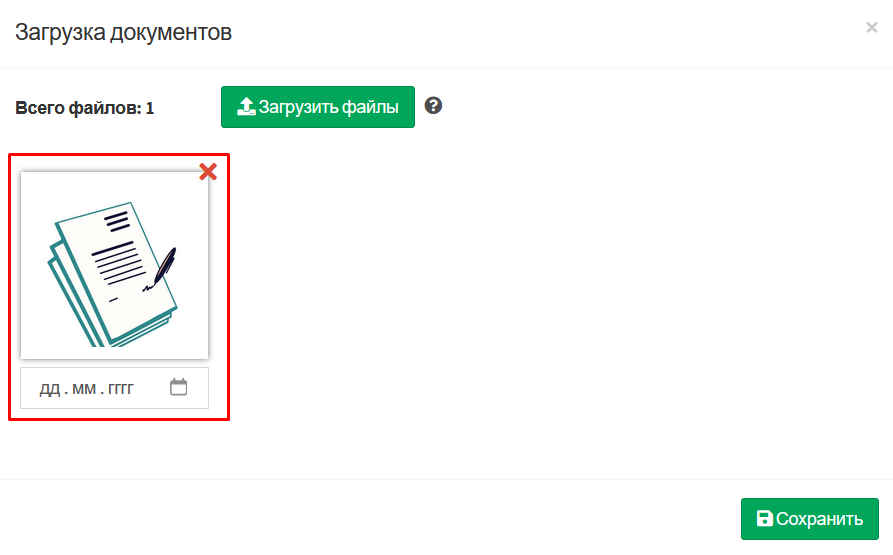 Загрузка документов
Всего файлов: 1
Загрузить файлы
дд . мм . гггг
Сохранить